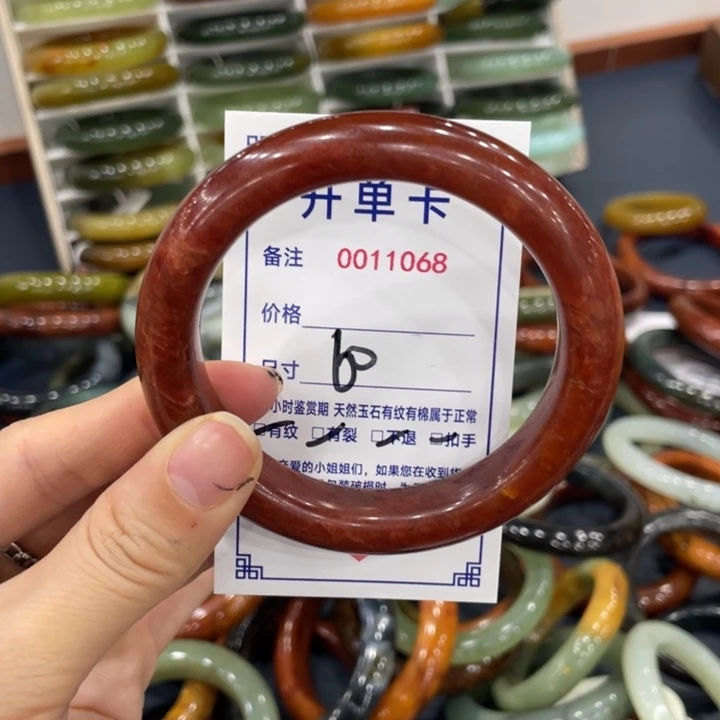 开单卡
备注 0011068
价格
尺寸 60
小时鉴赏期 天然玉石有纹有棉属于正常
□有纹 □有裂 □不退 □扣手
亲爱的小姐姐们，如果您在收到货